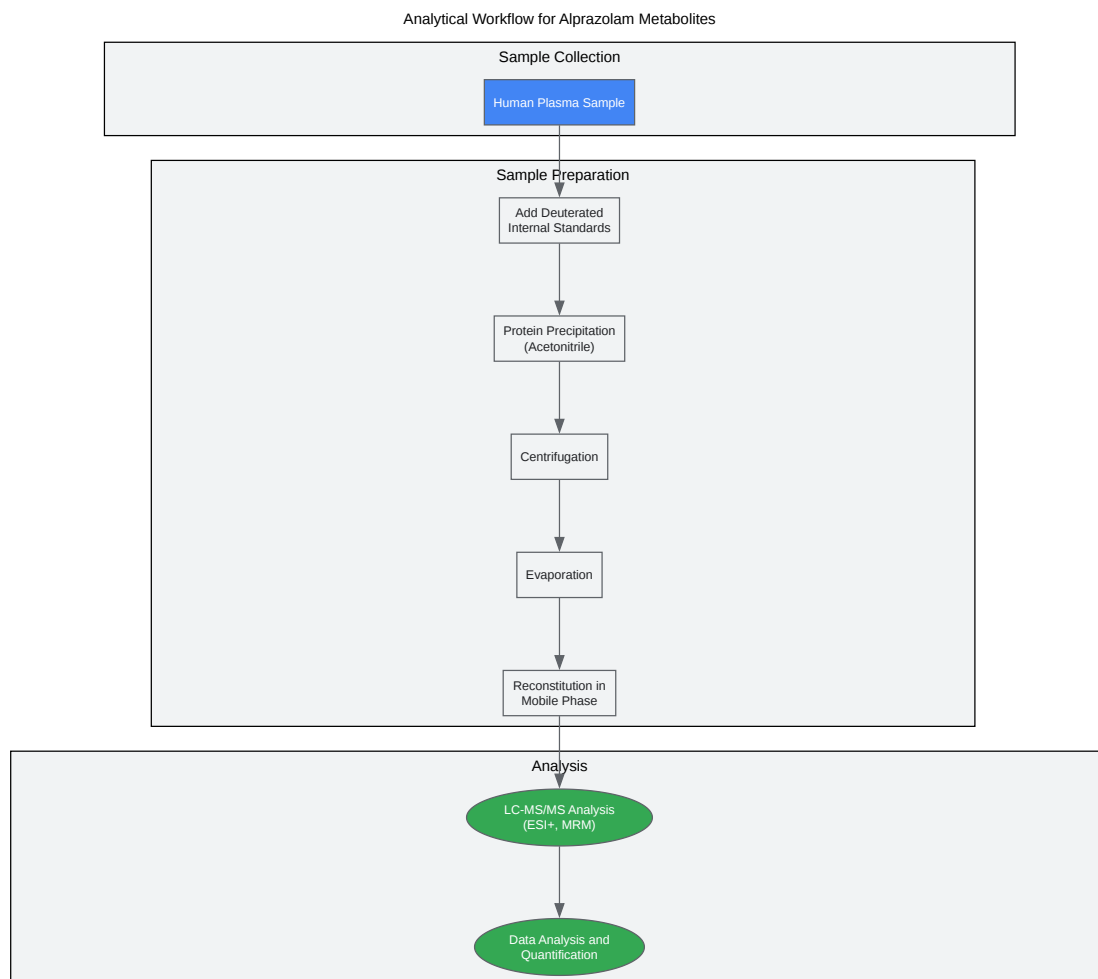 Analytical Workflow for Alprazolam Metabolites
Sample Collection
Human Plasma Sample
Sample Preparation
Add Deuterated
Internal Standards
Protein Precipitation
(Acetonitrile)
Centrifugation
Evaporation
Reconstitution in
Mobile Phase
Analysis
LC-MS/MS Analysis
(ESI+, MRM)
Data Analysis and
Quantification